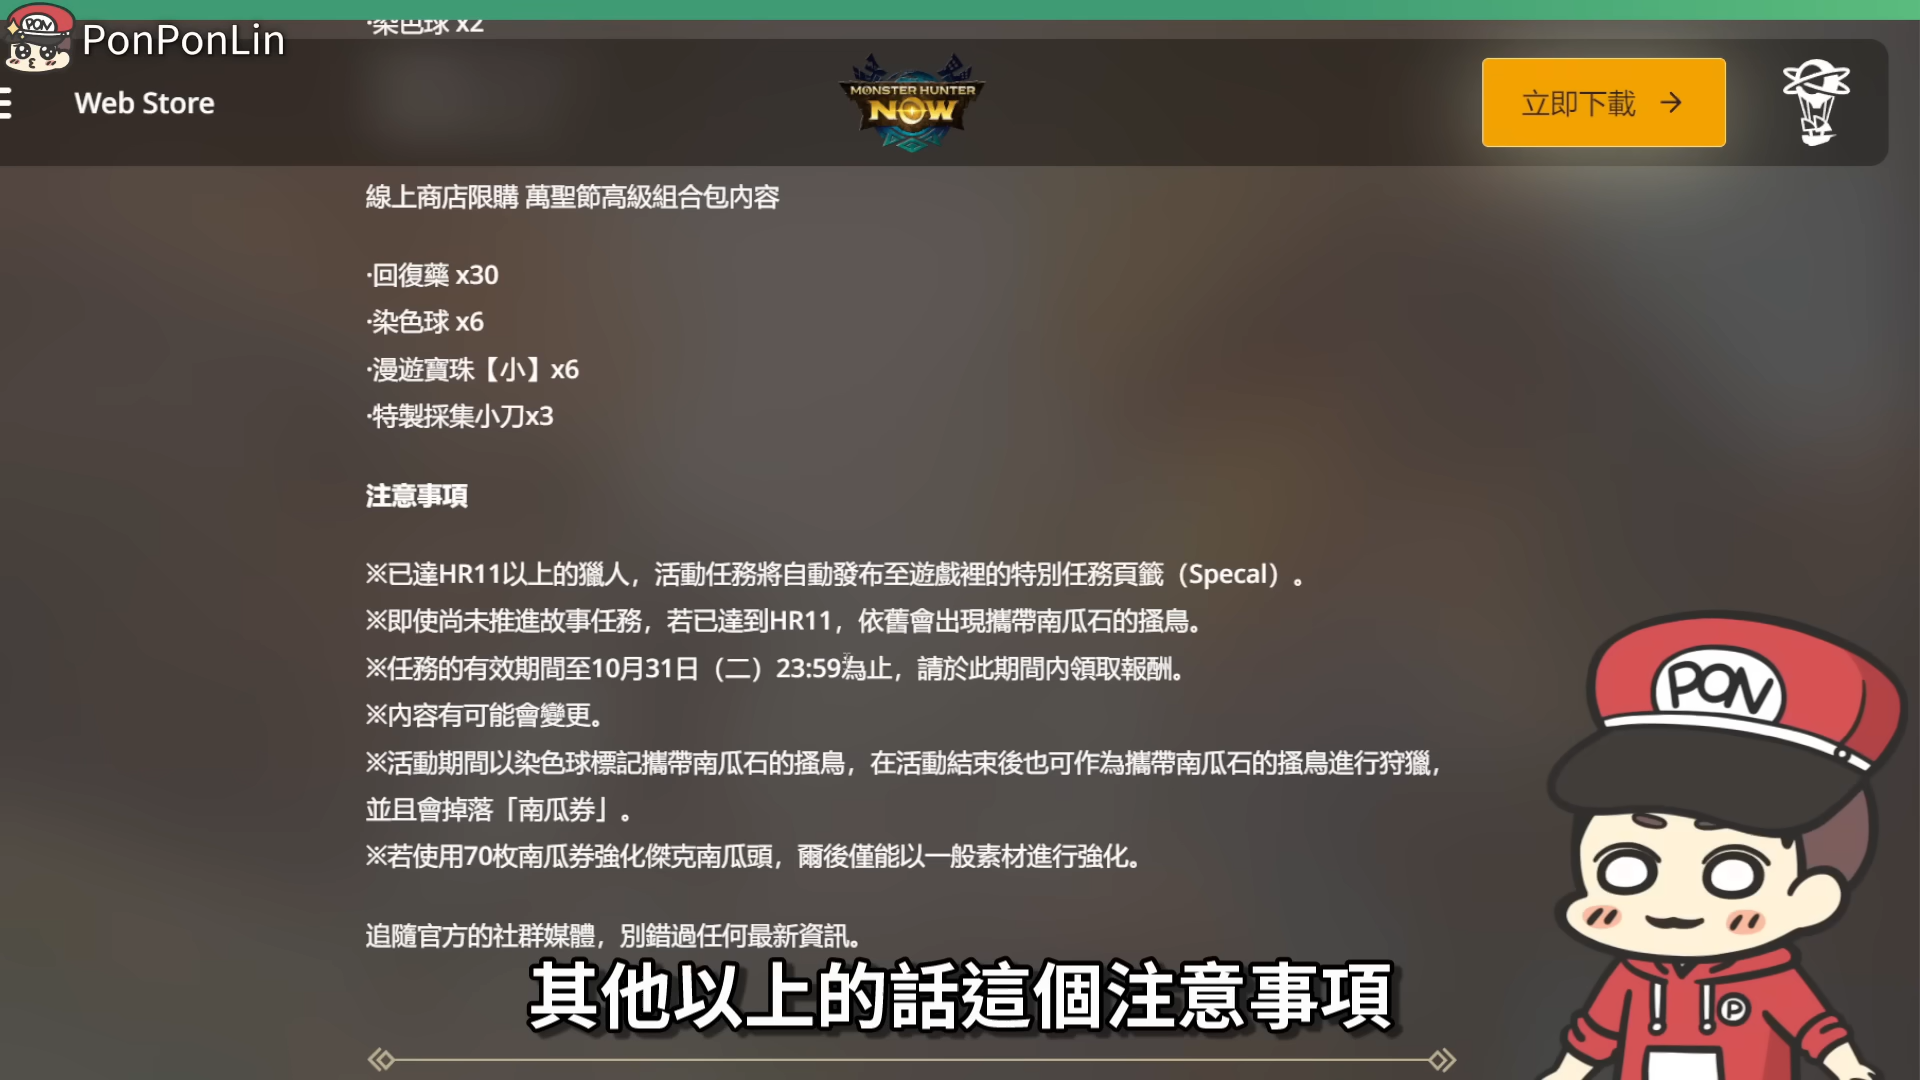 ·染色球 x2
PON
PonPonLin
Web Store
MONSTER HUNTER
NOW
立即下載 →
線上商店限購 萬聖節高級組合包內容
·回復藥 x30
·染色球 x6
·漫遊寶珠【小】x6
·特製採集小刀x3
注意事項
※已達HR11以上的獵人，活動任務將自動發布至遊戲裡的特別任務頁籤（Specal）。
※即使尚未推進故事任務，若已達到HR11，依舊會出現攜帶南瓜石的搔鳥。
※任務的有效期間至10月31日（二）23:59為止，請於此期間內領取報酬。
※內容有可能會變更。
※活動期間以染色球標記攜帶南瓜石的搔鳥，在活動結束後也可作為攜帶南瓜石的搔鳥進行狩獵，
並且會掉落「南瓜券」。
※若使用70枚南瓜券強化傑克南瓜頭，爾後僅能以一般素材進行強化。
追隨官方的社群媒體，別錯過任何最新資訊。
其他以上的話這個注意事項
PON
P